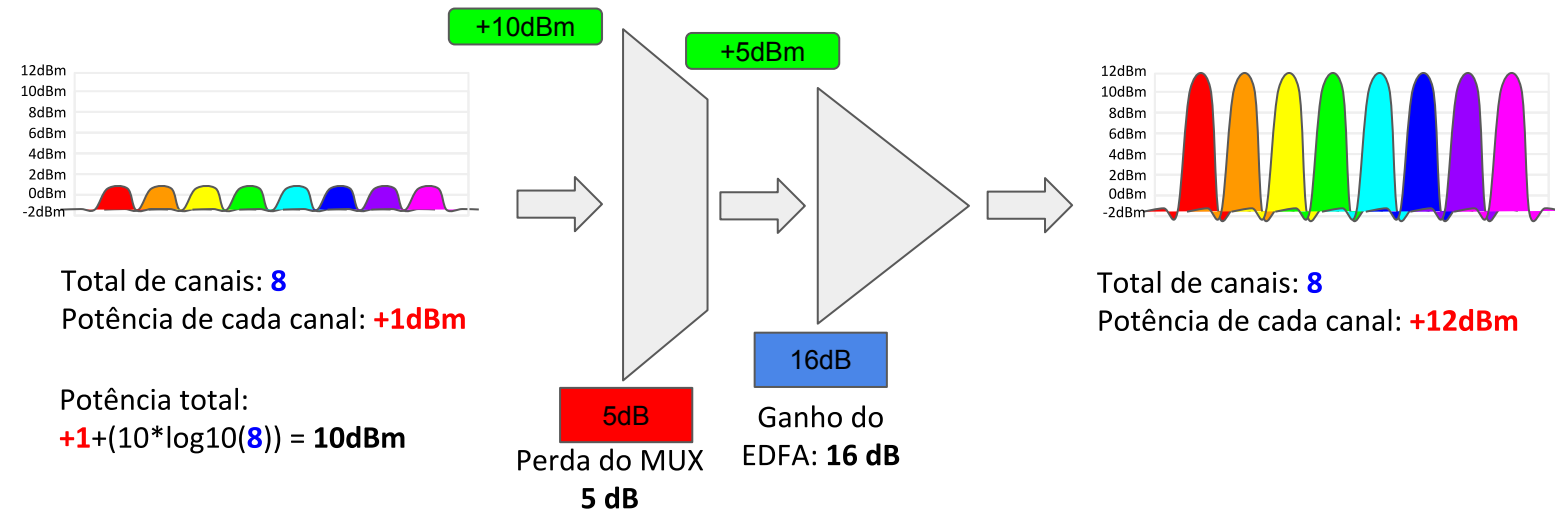 +10dBm
+5dBm
12dBm
10dBm
8dBm
6dBm
4dBm
2dBm
0dBm
-2dBm
12dBm
10dBm
8dBm
6dBm
4dBm
2dBm
0dBm
-2dBm
Total de canais: 8
Potência de cada canal: +1dBm
Potência total:
+1+(10*log10(8)) = 10dBm
5dB
Perda do MUX
5 dB
16dB
Ganho do
EDFA: 16 dB
Total de canais: 8
Potência de cada canal: +12dBm